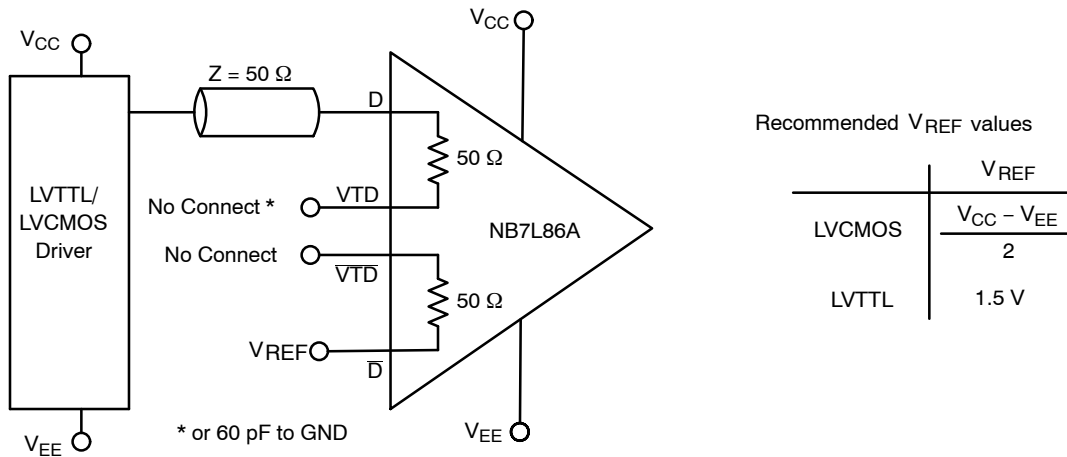 VCC
VCC
Z = 50 Ω
D
50 Ω
LVTTL/
LVCMOS
Driver
No Connect *
VTD
NB7L86A
No Connect
VTD
50 Ω
VREF
D
VEE
* or 60 pF to GND
VEE
Recommended VREF values
VREF
LVCMOS
VCC – VEE
2
LVTTL
1.5 V